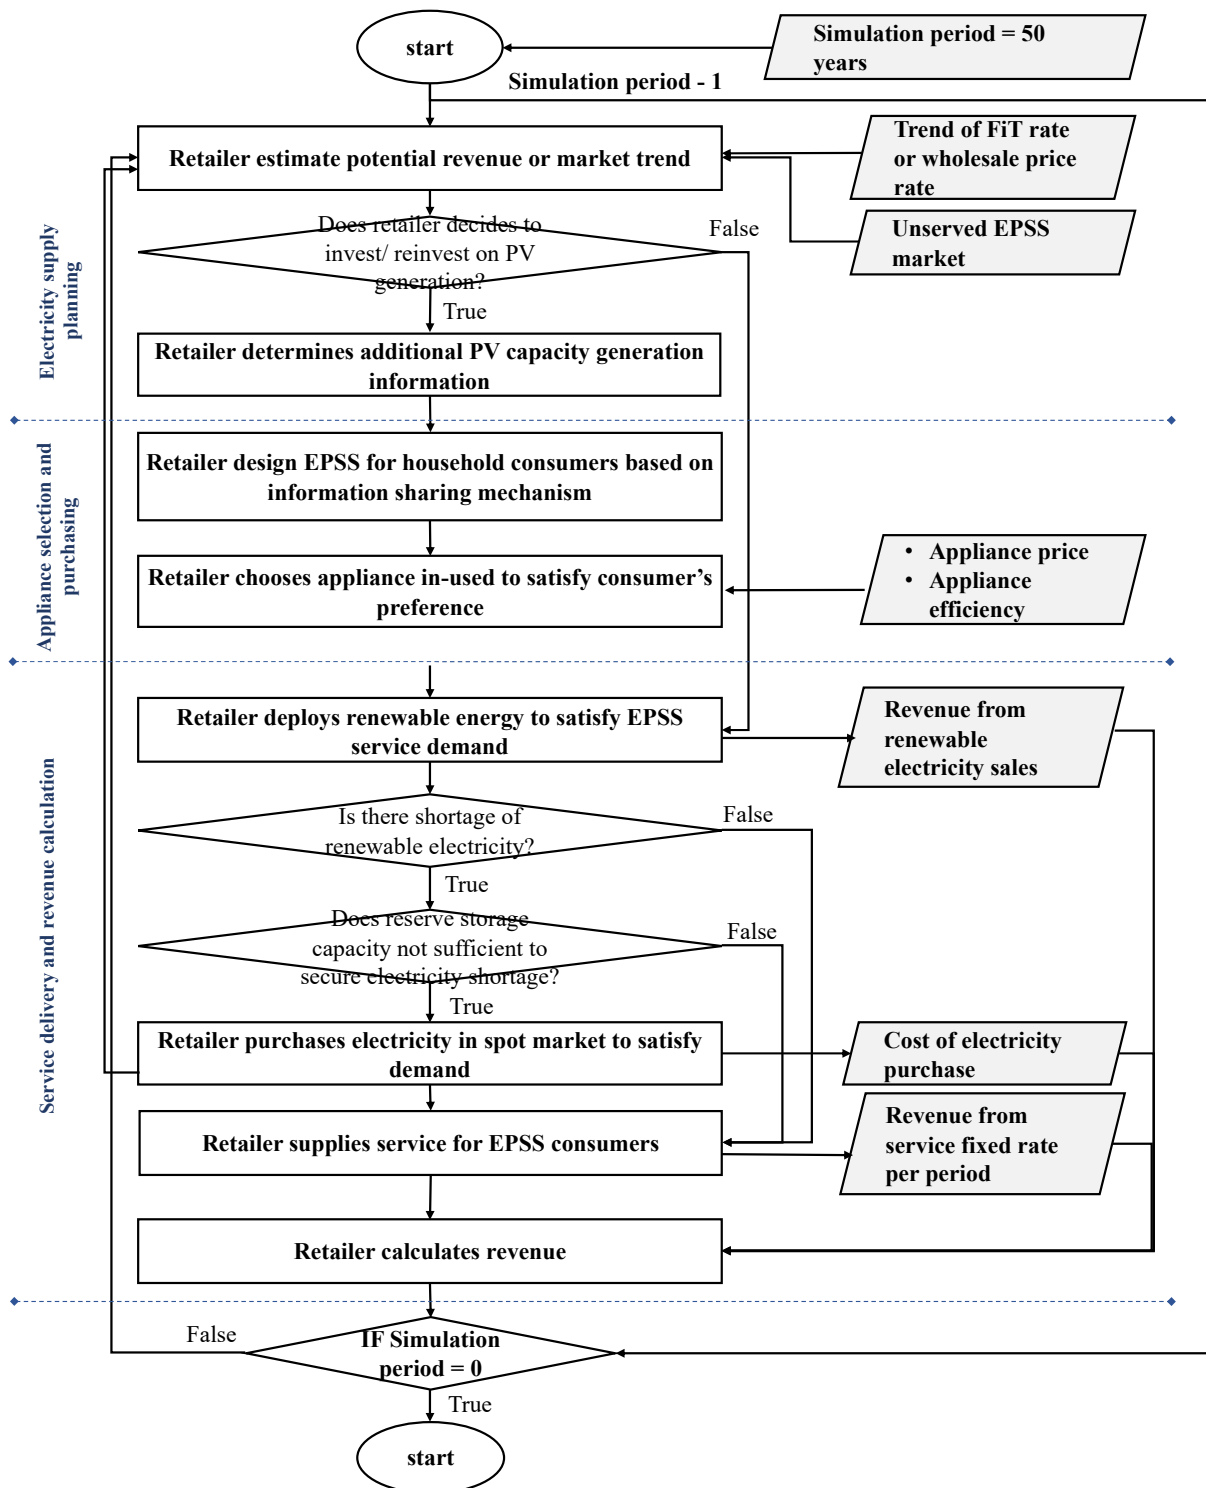 start
Simulation period = 50
years
Simulation period - 1
Retailer estimate potential revenue or market trend
Trend of FiT rate
or wholesale price
rate
Does retailer decides to
invest/ reinvest on PV
generation?
False
Unserved EPSS
market
True
Electricity supply
planning
Retailer determines additional PV capacity generation
information
Retailer design EPSS for household consumers based on
information sharing mechanism
Appliance selection and
purchasing
Retailer chooses appliance in-used to satisfy consumer’s
preference
• Appliance price
• Appliance
efficiency
Retailer deploys renewable energy to satisfy EPSS
service demand
Revenue from
renewable
electricity sales
Is there shortage of
renewable electricity?
False
True
Does reserve storage
capacity not sufficient to
secure electricity shortage?
False
True
Service delivery and revenue calculation
Retailer purchases electricity in spot market to satisfy
demand
Cost of electricity
purchase
Retailer supplies service for EPSS consumers
Revenue from
service fixed rate
per period
Retailer calculates revenue
False
IF Simulation
period = 0
True
start